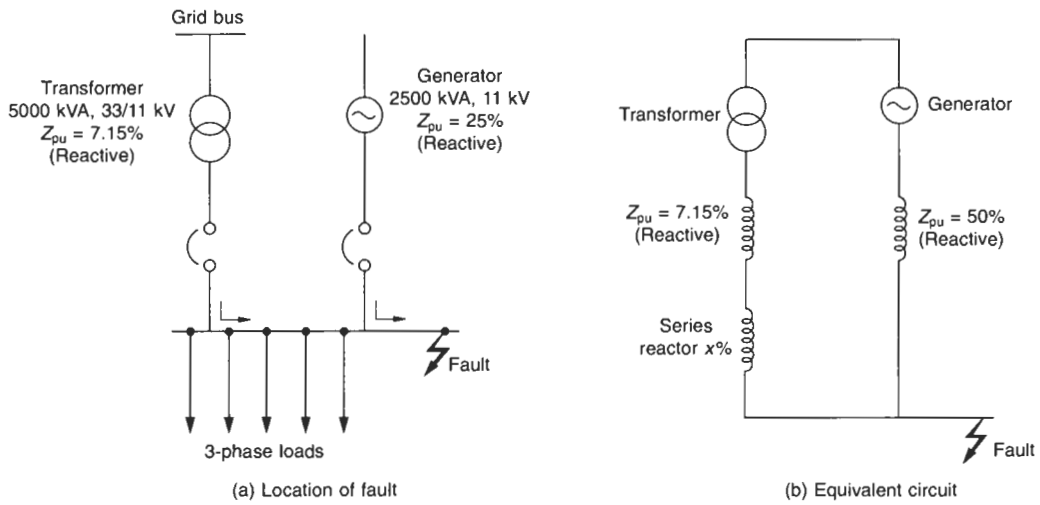 Grid bus
Transformer
5000 kVA, 33/11 kV
Zpu = 7.15%
(Reactive)
Generator
2500 kVA, 11 kV
Zpu = 25%
(Reactive)
Fault
3-phase loads
(a) Location of fault
Transformer
Generator
Zpu = 7.15%
(Reactive)
Zpu = 50%
(Reactive)
Series
reactor x%
Fault
(b) Equivalent circuit